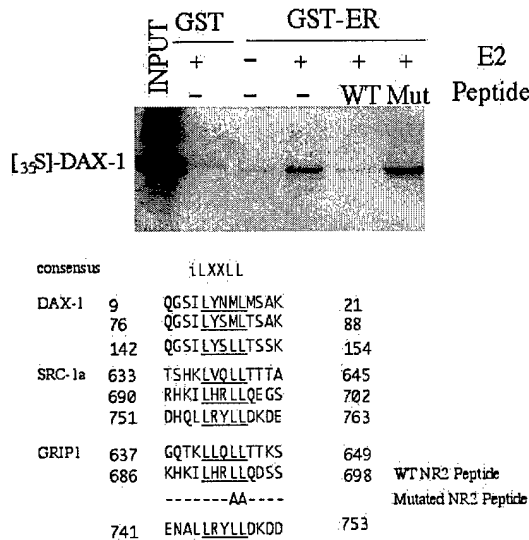 GST GST-ER
INPUT + - + + + E2
- - - WT Mut Peptide
[35S]-DAX-1
consensus iLXXLL
DAX-1 9 QGSILYNMLMSAK 21
76 QGSILYSMLTSAK 88
142 QGSILYSLLTSSK 154
SRC-1a 633 TSHKLVQLLTTTA 645
690 RHKILHRLLQEGS 702
751 DHQLLRYLLDKDE 763
GRIP1 637 GQTKLLQLLTTKS 649
686 KHKILHRLLQDSS 698 WT NR2 Peptide
-------AA---- Mutated NR2 Peptide
741 ENALLRYLLDKDD 753